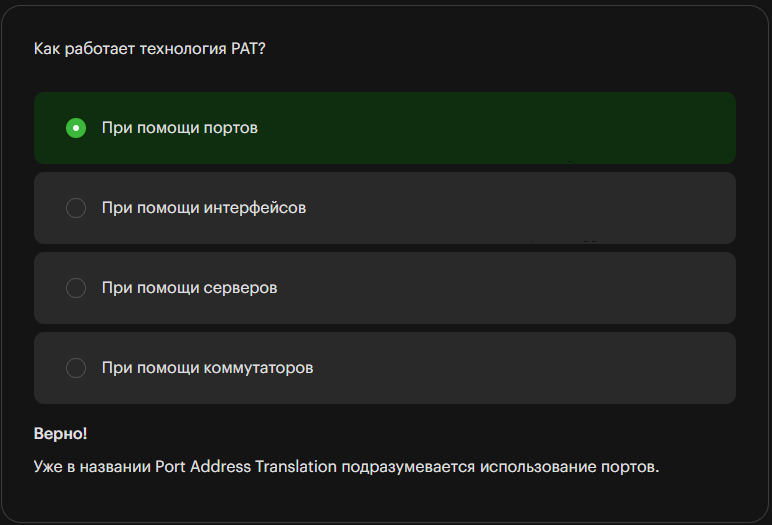 Как работает технология PAT?
При помощи портов
При помощи интерфейсов
При помощи серверов
При помощи коммутаторов
Верно!
Уже в названии Port Address Translation подразумевается использование портов.